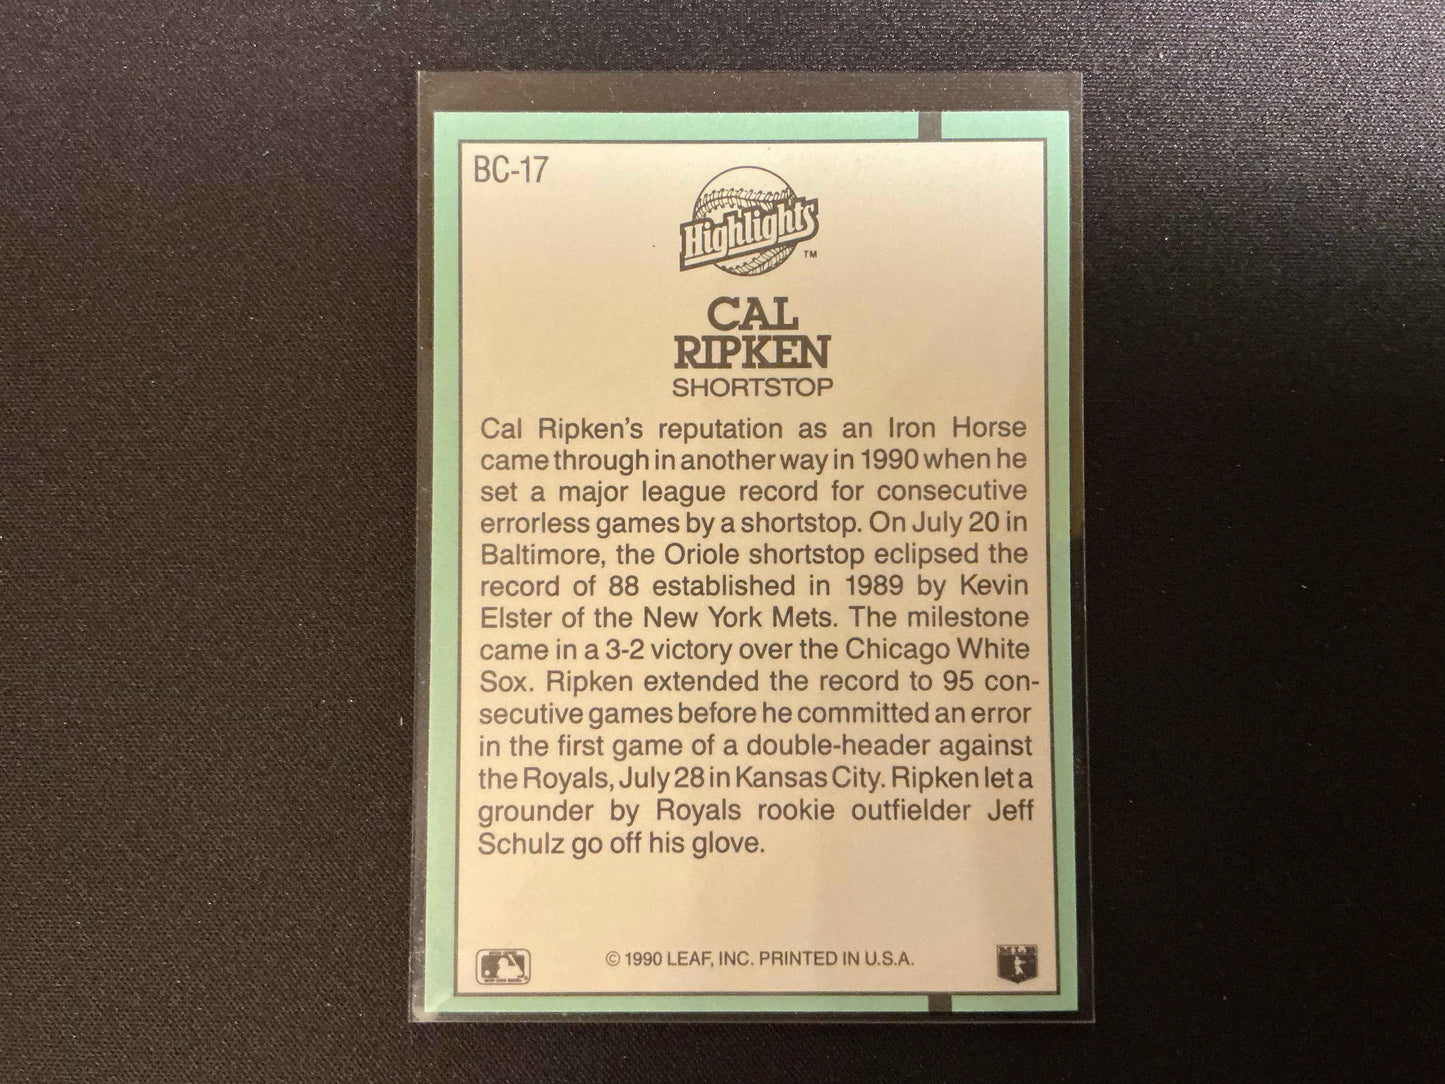 BC-17
Highlights
TM
CAL
RIPKEN
SHORTSTOP
Cal Ripken's reputation as an Iron Horse
came through in another way in 1990 when he
set a major league record for consecutive
errorless games by a shortstop. On July 20 in
Baltimore, the Oriole shortstop eclipsed the
record of 88 established in 1989 by Kevin
Elster of the New York Mets. The milestone
came in a 3-2 victory over the Chicago White
Sox. Ripken extended the record to 95 con-
secutive games before he committed an error
in the first game of a double-header against
the Royals, July 28 in Kansas City. Ripken let a
grounder by Royals rookie outfielder Jeff
Schulz go off his glove.
© 1990 LEAF, INC. PRINTED IN U.S.A.